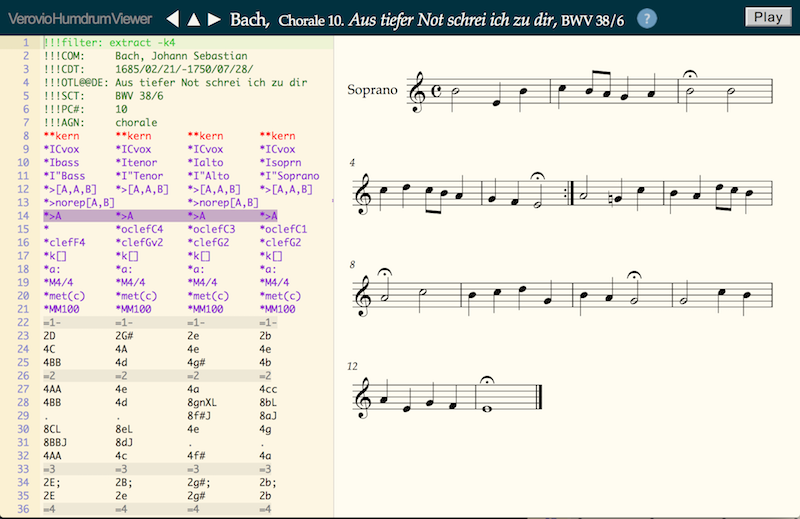 VerovioHumdrumViewer ◀ ▲ ▶ Bach, Chorale 10. Aus tiefer Not schrei ich zu dir, BWV 38/6 ? Play
1 !!!filter: extract -k4
2 !!!COM: Bach, Johann Sebastian
3 !!!CDT: 1685/02/21/-1750/07/28/
4 !!!OTL@@DE: Aus tiefer Not schrei ich zu dir
5 !!!SCT: BWV 38/6
6 !!!PC#: 10
7 !!!AGN: chorale
8 **kern **kern **kern **kern
9 *ICvox *ICvox *ICvox *ICvox
10 *Ibass *Itenor *Ialto *Isoprn
11 *I"Bass *I"Tenor *I"Alto *I"Soprano
12 *>[A,A,B] *>[A,A,B] *>[A,A,B] *>[A,A,B]
13 *>norep[A,B] *>norep[A,B]
14 *>A *>A *>A *>A
15 * *oclefC4 *oclefC3 *oclefC1
16 *clefF4 *clefGv2 *clefG2 *clefG2
17 *k[] *k[] *k[] *k[]
18 *a: *a: *a: *a:
19 *M4/4 *M4/4 *M4/4 *M4/4
20 *met(c) *met(c) *met(c) *met(c)
21 *MM100 *MM100 *MM100 *MM100
22 =1- =1- =1- =1-
23 2D 2G# 2e 2b
24 4C 4A 4e 4e
25 4BB 4d 4g# 4b
26 =2 =2 =2 =2
27 4AA 4e 4a 4cc
28 4BB 4d 8gnXL 8bL
29 . . 8f#J 8aJ
30 8CL 8eL 4e 4g
31 8BBJ 8dJ . .
32 4AA 4c 4f# 4a
33 =3 =3 =3 =3
34 2E; 2B; 2g#; 2b;
35 2E 2e 2g# 2b
36 =4 =4 =4 =4
Soprano
4
8
12